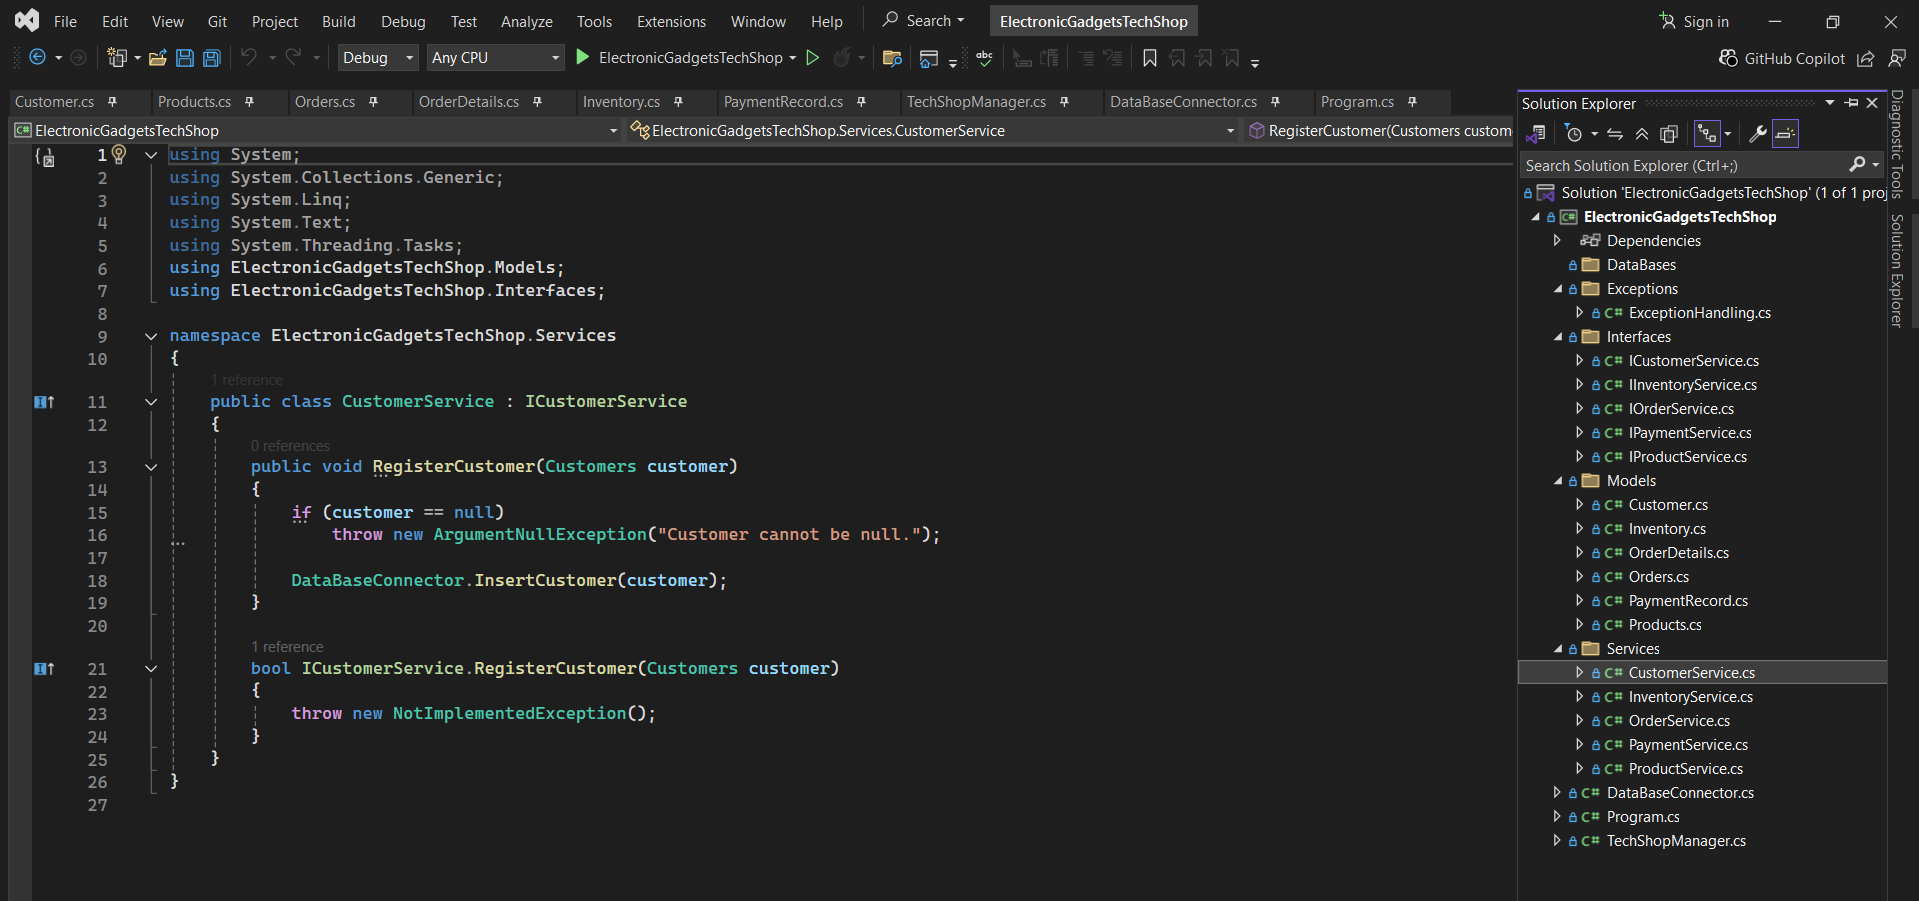 File Edit View Git Project Build Debug Test Analyze Tools Extensions Window Help Search ElectronicGadgetsTechShop Sign in
Debug Any CPU ElectronicGadgetsTechShop abc GitHub Copilot
Customer.cs Products.cs Orders.cs OrderDetails.cs Inventory.cs PaymentRecord.cs TechShopManager.cs DataBaseConnector.cs Program.cs
C# ElectronicGadgetsTechShop ElectronicGadgetsTechShop.Services.CustomerService RegisterCustomer(Customers custom
1 using System;
2 using System.Collections.Generic;
3 using System.Linq;
4 using System.Text;
5 using System.Threading.Tasks;
6 using ElectronicGadgetsTechShop.Models;
7 using ElectronicGadgetsTechShop.Interfaces;
8
9 namespace ElectronicGadgetsTechShop.Services
10 {
1 reference
11 public class CustomerService : ICustomerService
12 {
0 references
13 public void RegisterCustomer(Customers customer)
14 {
15 if (customer == null)
16 throw new ArgumentNullException("Customer cannot be null.");
17
18 DataBaseConnector.InsertCustomer(customer);
19 }
20
1 reference
21 bool ICustomerService.RegisterCustomer(Customers customer)
22 {
23 throw new NotImplementedException();
24 }
25 }
26 }
27
Solution Explorer
Search Solution Explorer (Ctrl+;)
Solution 'ElectronicGadgetsTechShop' (1 of 1 proj
C# ElectronicGadgetsTechShop
Dependencies
DataBases
Exceptions
C# ExceptionHandling.cs
Interfaces
C# ICustomerService.cs
C# IInventoryService.cs
C# IOrderService.cs
C# IPaymentService.cs
C# IProductService.cs
Models
C# Customer.cs
C# Inventory.cs
C# OrderDetails.cs
C# Orders.cs
C# PaymentRecord.cs
C# Products.cs
Services
C# CustomerService.cs
C# InventoryService.cs
C# OrderService.cs
C# PaymentService.cs
C# ProductService.cs
C# DataBaseConnector.cs
C# Program.cs
C# TechShopManager.cs
Diagnostic Tools
Solution Explorer